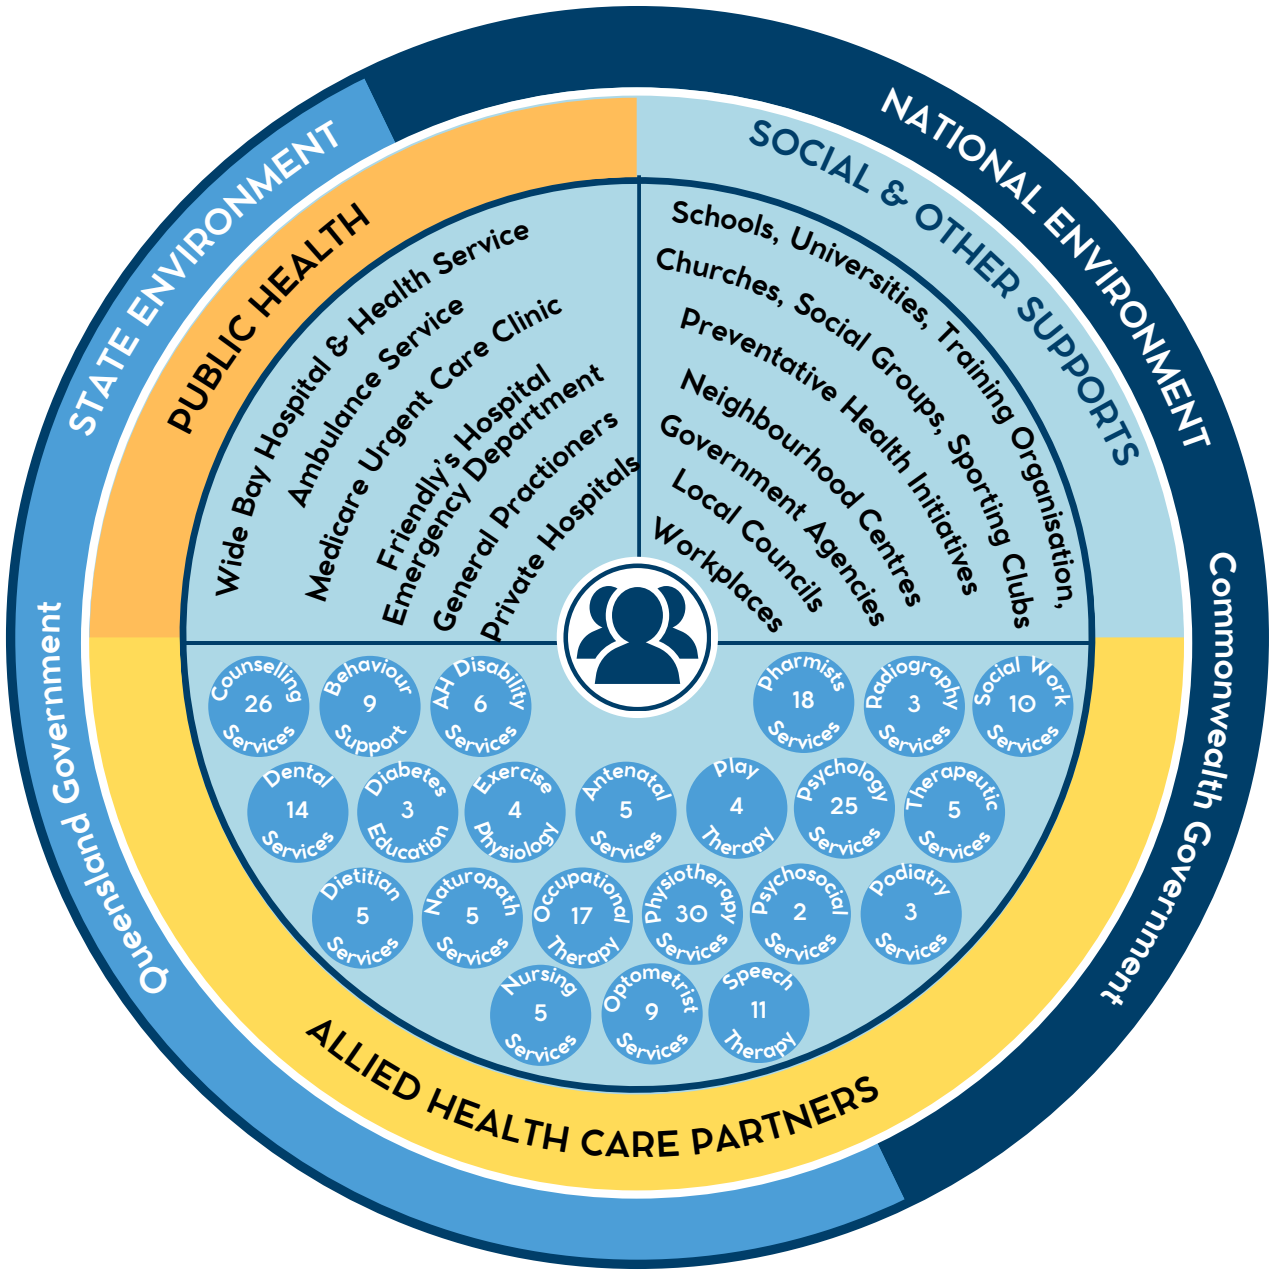 STATE ENVIRONMENT
Queensland Government
NATIONAL ENVIRONMENT
Commonwealth Government
PUBLIC HEALTH
Wide Bay Hospital & Health Service
Ambulance Service
Medicare Urgent Care Clinic
Friendly's Hospital
Emergency Department
General Practioners
Private Hospitals
SOCIAL & OTHER SUPPORTS
Schools, Universities, Training Organisation,
Churches, Social Groups, Sporting Clubs
Preventative Health Initiatives
Neighbourhood Centres
Government Agencies
Local Councils
Workplaces
Counselling
26
Services
Behaviour
9
Support
AH Disability
6
Services
Pharmists
18
Services
Radiography
3
Services
Social Work
10
Services
Dental
14
Services
Diabetes
3
Education
Exercise
4
Physiology
Antenatal
5
Services
Play
4
Therapy
Psychology
25
Services
Therapeutic
5
Services
Dietitian
5
Services
Naturopath
5
Services
Occupational
17
Therapy
Physiotherapy
30
Services
Psychosocial
2
Services
Podiatry
3
Services
Nursing
5
Services
Optometrist
9
Services
Speech
11
Therapy
ALLIED HEALTH CARE PARTNERS